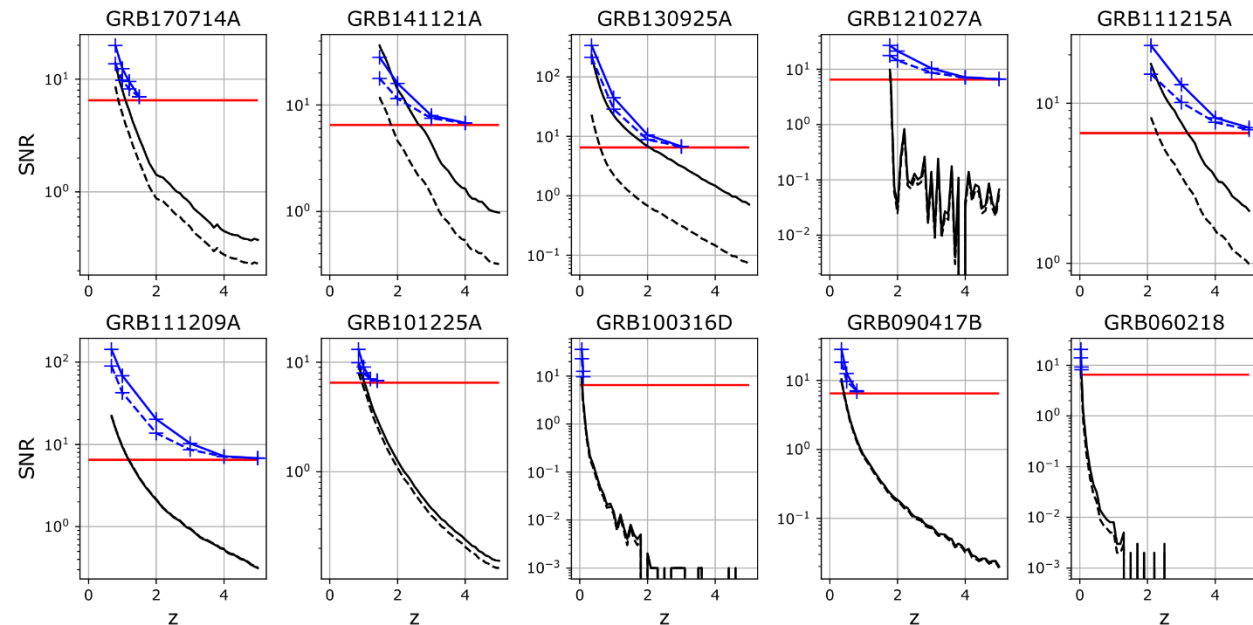 GRB170714A GRB141121A GRB130925A GRB121027A GRB111215A
SNR
10¹ 10⁰
10¹ 10⁰
10² 10¹ 10⁰ 10⁻¹
10² 10¹ 10⁰ 10⁻¹ 10⁻²
10¹ 10⁰
0 2 4 0 2 4 0 2 4 0 2 4 0 2 4
GRB111209A GRB101225A GRB100316D GRB090417B GRB060218
SNR
10² 10¹ 10⁰
10¹ 10⁰
10¹ 10⁰ 10⁻¹ 10⁻² 10⁻³
10¹ 10⁰ 10⁻¹
10¹ 10⁰ 10⁻¹ 10⁻² 10⁻³
0 2 4 0 2 4 0 2 4 0 2 4 0 2 4
z z z z z